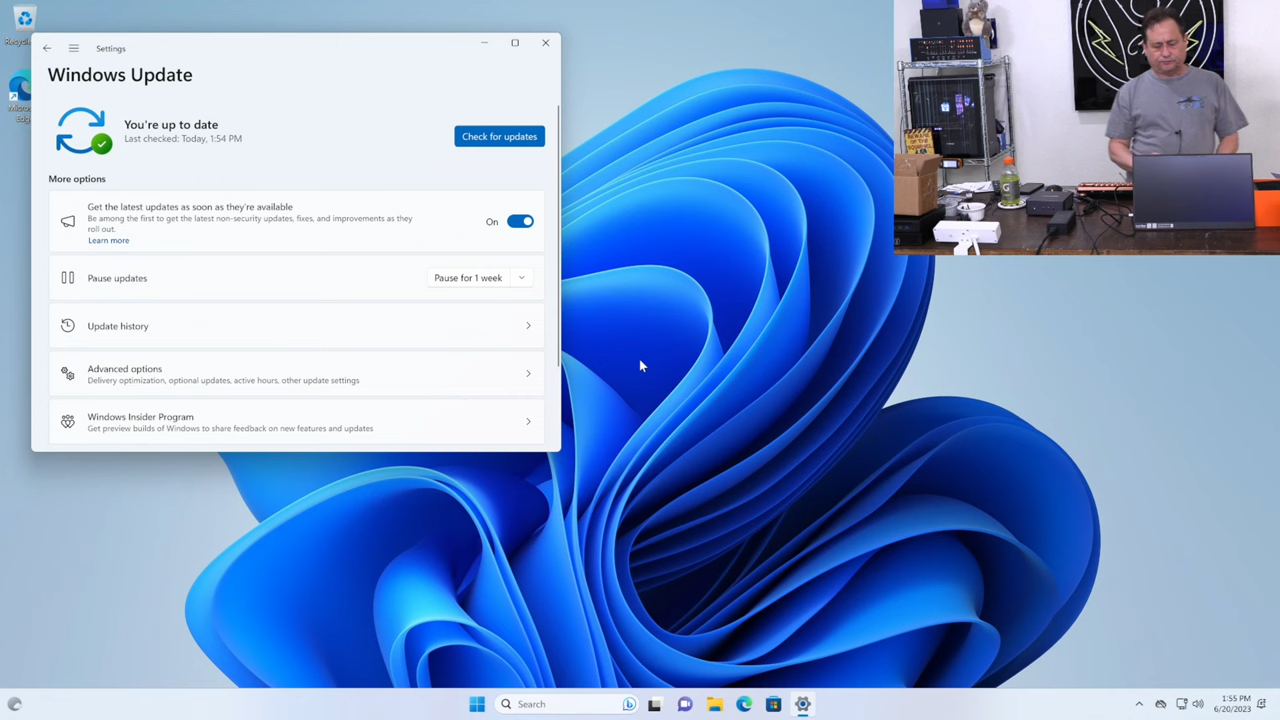 Settings
Windows Update
You're up to date
Last checked: Today, 1:54 PM
Check for updates
More options
Get the latest updates as soon as they're available
Be among the first to get the latest non-security updates, fixes, and improvements as they
roll out.
Learn more
On
Pause updates
Pause for 1 week
Update history
Advanced options
Delivery optimization, optional updates, active hours, other update settings
Windows Insider Program
Get preview builds of Windows to share feedback on new features and updates
BEWARE
OF THE
Search
1:55 PM
6/20/2023